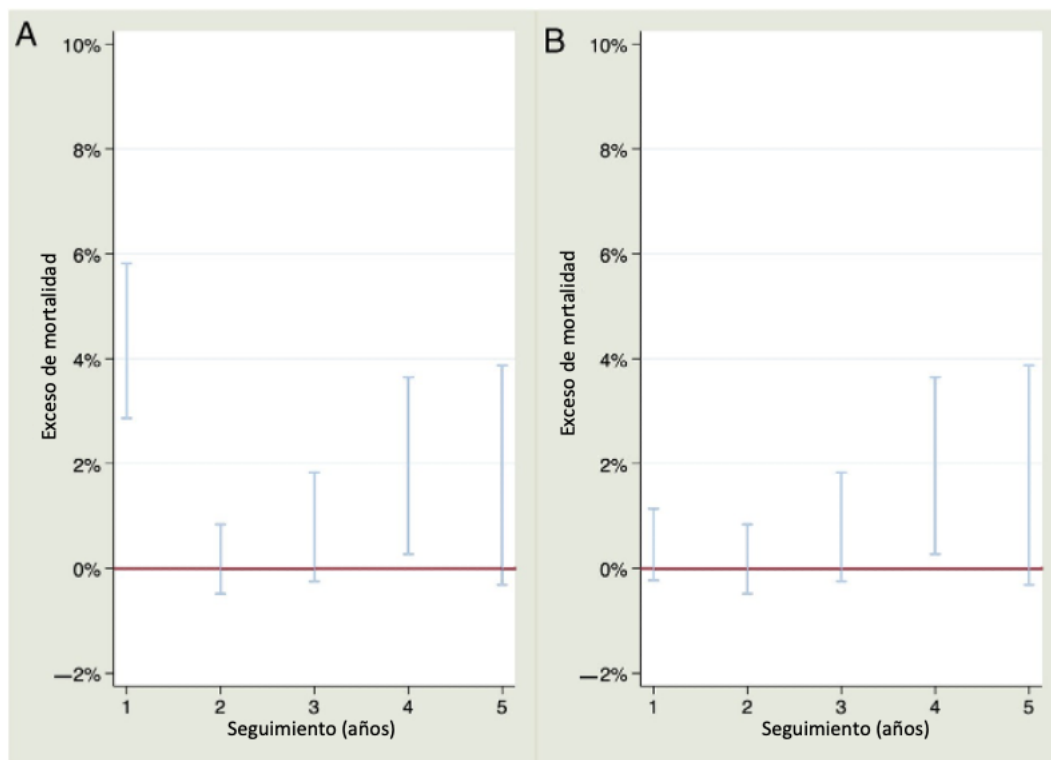 A
10%
8%
6%
4%
2%
0%
—2%
Exceso de mortalidad
1 2 3 4 5
Seguimiento (años)
B
10%
8%
6%
4%
2%
0%
—2%
Exceso de mortalidad
1 2 3 4 5
Seguimiento (años)